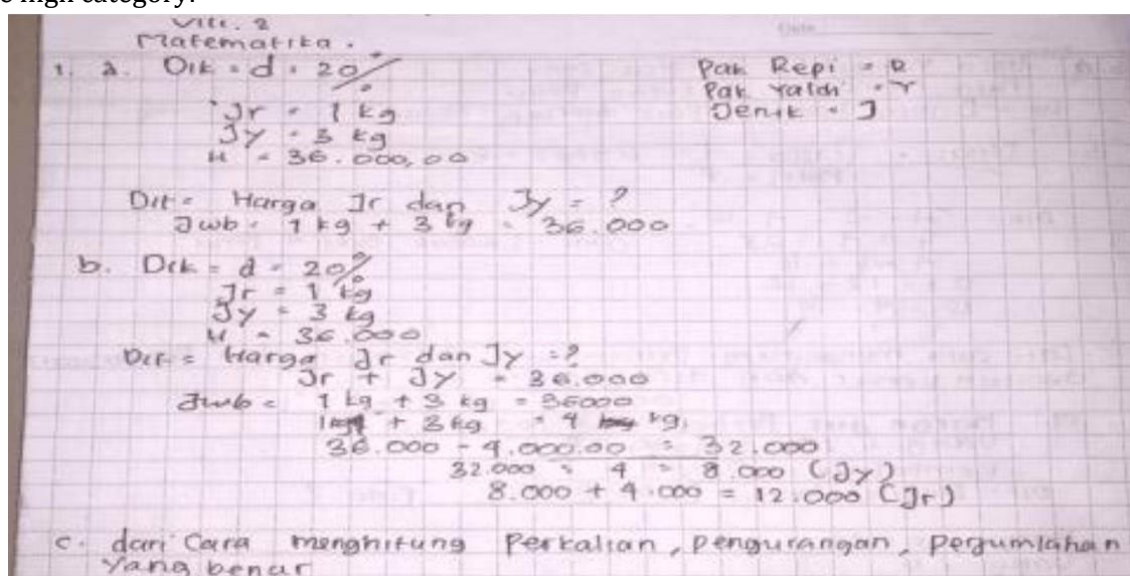 e high category.
VIII. 2
Matematika.
1. a. Dik = d = 20%
Pak Repi = R
Pak Yaldi = Y
Jeruk = J
Jr = 1 kg
Jy = 3 kg
H = 36.000,00
Dit = Harga Jr dan Jy = ?
Jwb = 1 kg + 3 kg = 36.000
b. Dik = d = 20%
Jr = 1 kg
Jy = 3 kg
H = 36.000
Dit = Harga Jr dan Jy = ?
Jr + Jy = 36.000
Jwb = 1 kg + 3 kg = 36000
+ 3 kg = 4 kg
36.000 - 4.000.00 = 32.000
32.000 : 4 = 8.000 (Jy)
8.000 + 4.000 = 12.000 (Jr)
c. dari Cara menghitung Perkalian, Pengurangan, Perjumlahan
yang benar